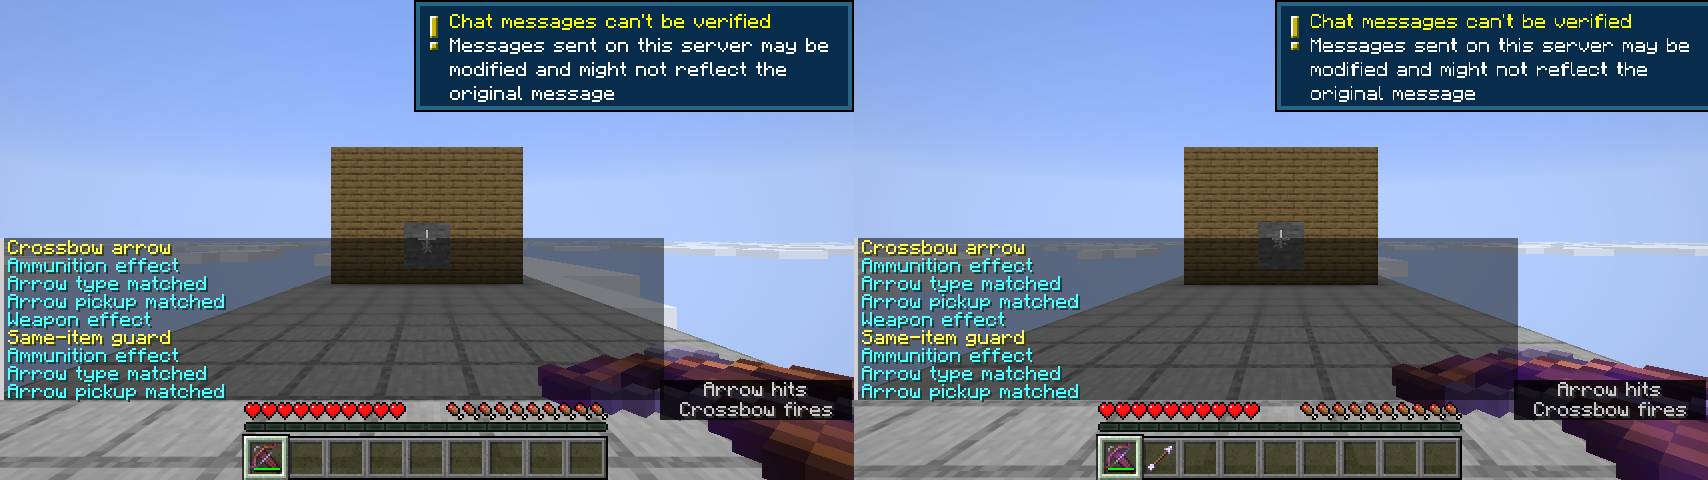 Chat messages can't be verified
Messages sent on this server may be
modified and might not reflect the
original message
Crossbow arrow
Ammunition effect
Arrow type matched
Arrow pickup matched
Weapon effect
Same-item guard
Ammunition effect
Arrow type matched
Arrow pickup matched
Arrow hits
Crossbow fires
Chat messages can't be verified
Messages sent on this server may be
modified and might not reflect the
original message
Crossbow arrow
Ammunition effect
Arrow type matched
Arrow pickup matched
Weapon effect
Same-item guard
Ammunition effect
Arrow type matched
Arrow pickup matched
Arrow hits
Crossbow fires